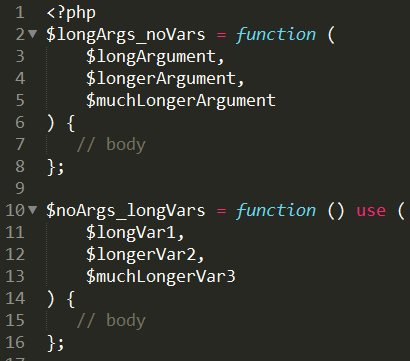 1 <?php
2 $longArgs_noVars = function (
3     $longArgument,
4     $longerArgument,
5     $muchLongerArgument
6 ) {
7    // body
8 };
9
10 $noArgs_longVars = function () use (
11     $longVar1,
12     $longerVar2,
13     $muchLongerVar3
14 ) {
15    // body
16 };